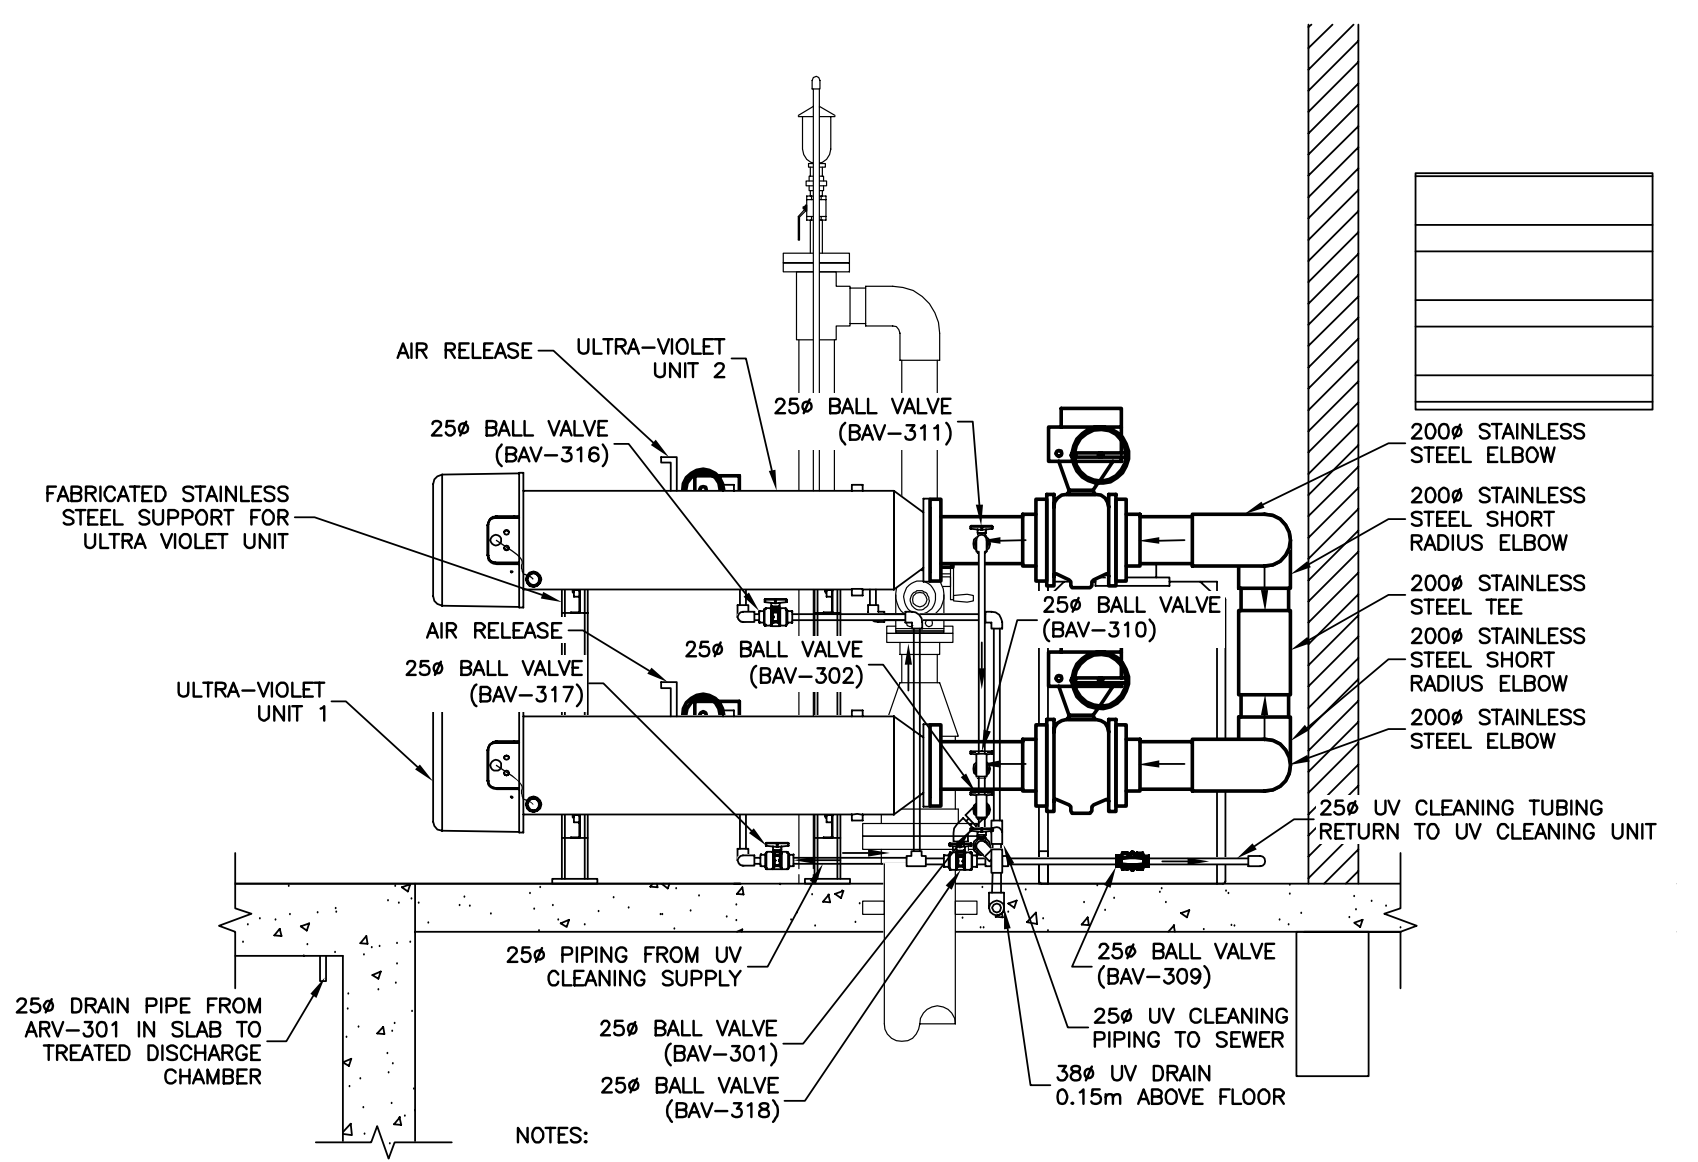 AIR RELEASE
ULTRA-VIOLET
UNIT 2
25ø BALL VALVE
(BAV-311)
25ø BALL VALVE
(BAV-316)
200ø STAINLESS
STEEL ELBOW
FABRICATED STAINLESS
STEEL SUPPORT FOR
ULTRA VIOLET UNIT
200ø STAINLESS
STEEL SHORT
RADIUS ELBOW
200ø STAINLESS
STEEL TEE
25ø BALL VALVE
(BAV-310)
AIR RELEASE
25ø BALL VALVE
(BAV-302)
200ø STAINLESS
STEEL SHORT
RADIUS ELBOW
25ø BALL VALVE
(BAV-317)
ULTRA-VIOLET
UNIT 1
200ø STAINLESS
STEEL ELBOW
25ø UV CLEANING TUBING
RETURN TO UV CLEANING UNIT
25ø PIPING FROM UV
CLEANING SUPPLY
25ø BALL VALVE
(BAV-309)
25ø DRAIN PIPE FROM
ARV-301 IN SLAB TO
TREATED DISCHARGE
CHAMBER
25ø BALL VALVE
(BAV-301)
25ø UV CLEANING
PIPING TO SEWER
25ø BALL VALVE
(BAV-318)
38ø UV DRAIN
0.15m ABOVE FLOOR
NOTES: